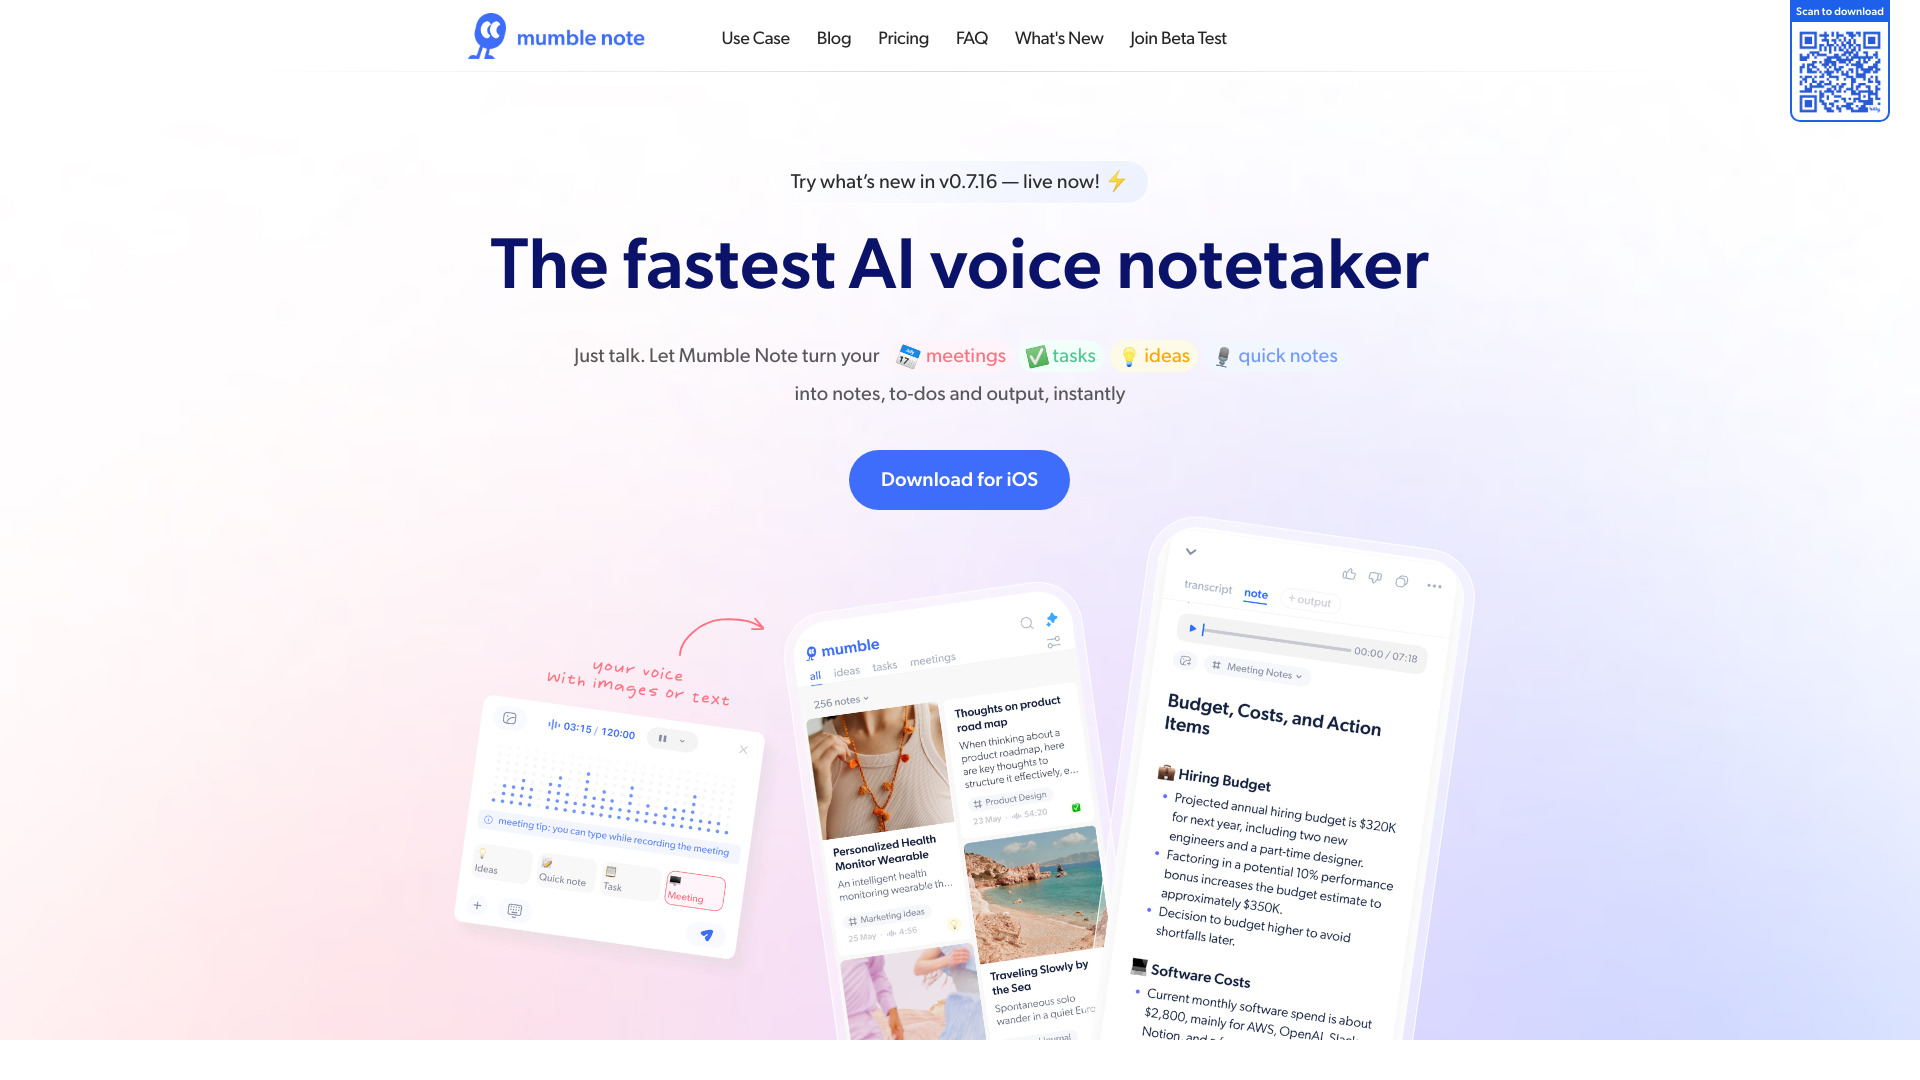 mumble note
Use Case
Blog
Pricing
FAQ
What's New
Join Beta Test
Scan to download
Try what’s new in v0.7.16 — live now! ⚡
The fastest AI voice notetaker
Just talk. Let Mumble Note turn your 📅 meetings ✅ tasks 💡 ideas 🎙️ quick notes
into notes, to-dos and output, instantly
Download for iOS
your voice
with images or text
03:15 / 120:00
meeting tip: you can type while recording the meeting
Ideas
Quick note
Task
Meeting
mumble
all
ideas
tasks
meetings
256 notes
Personalized Health
Monitor Wearable
An intelligent health
monitoring wearable th...
# Marketing ideas
25 May · 4:56
Thoughts on product
road map
When thinking about a
product roadmap, here
are key thoughts to
structure it effectively, e...
# Product Design
23 May · 54:20
Traveling Slowly by
the Sea
Spontaneous solo
wander in a quiet Euro
Journal
transcript
note
+ output
00:00 / 07:18
# Meeting Notes
Budget, Costs, and Action
Items
💼 Hiring Budget
• Projected annual hiring budget is $320K
for next year, including two new
engineers and a part-time designer.
• Factoring in a potential 10% performance
bonus increases the budget estimate to
approximately $350K.
• Decision to budget higher to avoid
shortfalls later.
💻 Software Costs
• Current monthly software spend is about
$2,800, mainly for AWS, OpenAI, Slack,
Notion, and